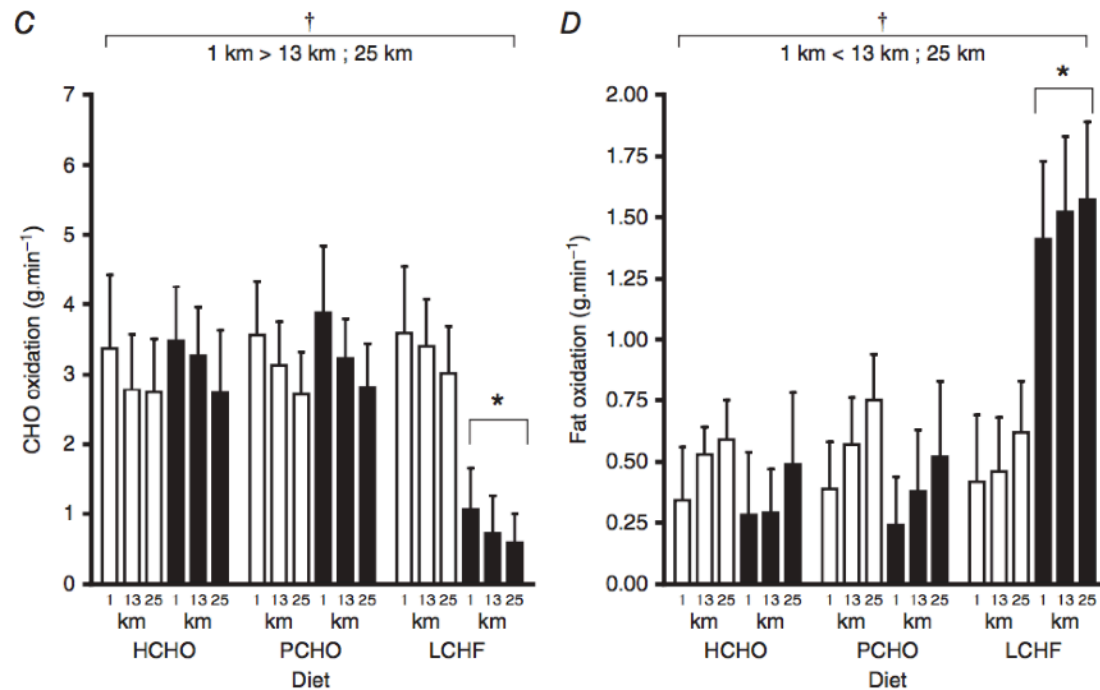 C
†
1 km > 13 km ; 25 km
CHO oxidation (g.min⁻¹)
7
6
5
4
3
2
1
0
*
1 13 25 1 13 25 1 13 25 1 13 25 1 13 25 1 13 25
km km km km km km
HCHO PCHO LCHF
Diet
D
†
1 km < 13 km ; 25 km
Fat oxidation (g.min⁻¹)
2.00
1.75
1.50
1.25
1.00
0.75
0.50
0.25
0.00
*
1 13 25 1 13 25 1 13 25 1 13 25 1 13 25 1 13 25
km km km km km km
HCHO PCHO LCHF
Diet